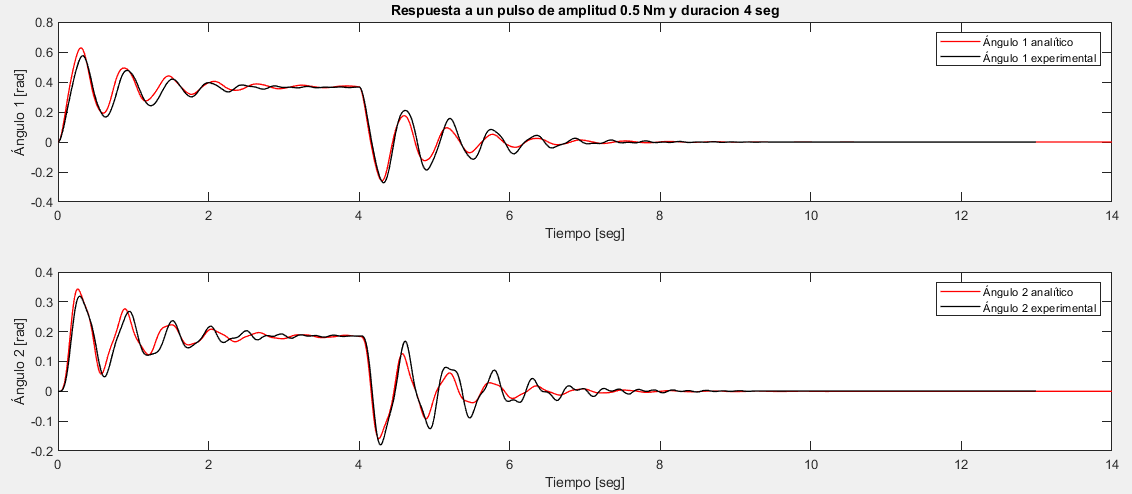 Respuesta a un pulso de amplitud 0.5 Nm y duracion 4 seg
0.8
0.6
0.4
0.2
0
-0.2
-0.4
Ángulo 1 [rad]
Ángulo 1 analítico
Ángulo 1 experimental
0 2 4 6 8 10 12 14
Tiempo [seg]
0.4
0.3
0.2
0.1
0
-0.1
-0.2
Ángulo 2 [rad]
Ángulo 2 analítico
Ángulo 2 experimental
0 2 4 6 8 10 12 14
Tiempo [seg]